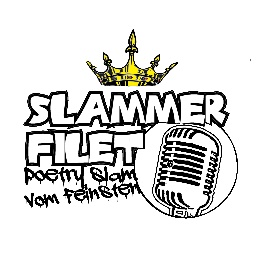 SLAMMER
FILET
Poetry Slam
vom feinsten